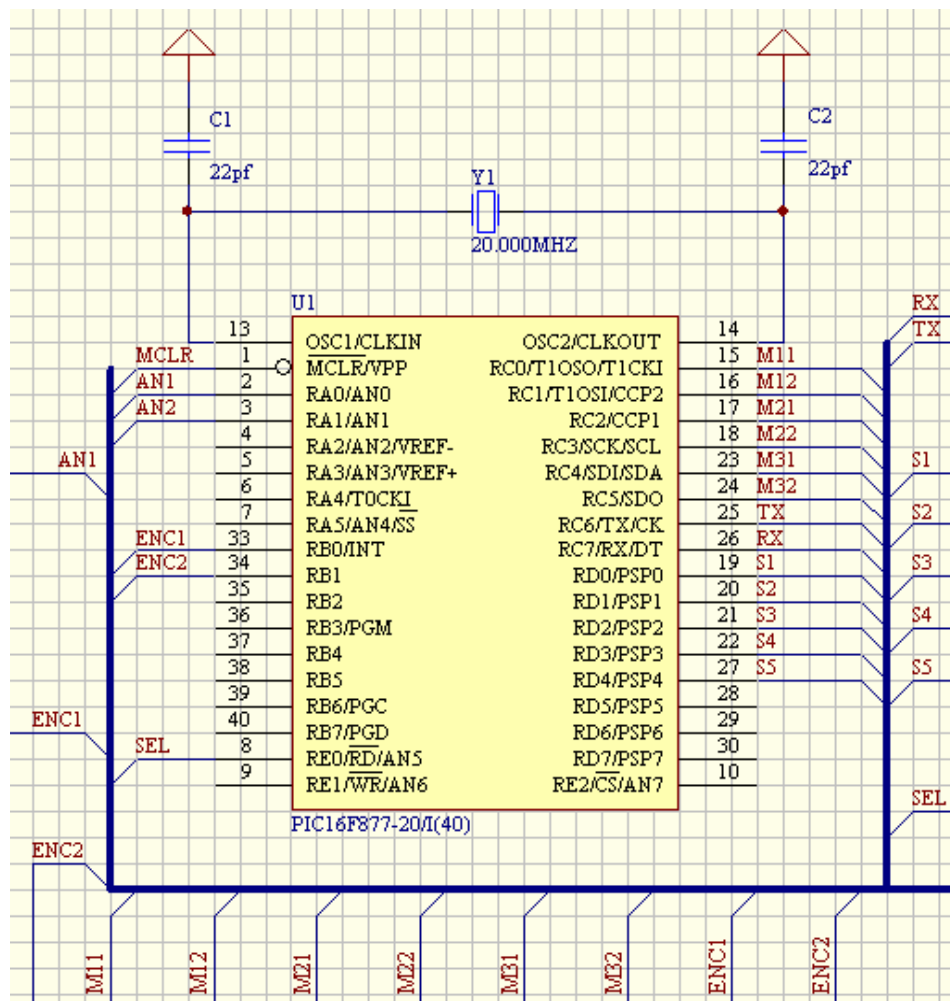 C1
22pf
C2
22pf
Y1
20.000MHZ
U1
RX
TX
13 OSC1/CLKIN OSC2/CLKOUT 14
MCLR 1 MCLR/VPP RC0/T1OSO/T1CKI 15 M11
AN1 2 RA0/AN0 RC1/T1OSI/CCP2 16 M12
AN2 3 RA1/AN1 RC2/CCP1 17 M21
4 RA2/AN2/VREF- RC3/SCK/SCL 18 M22
AN1 5 RA3/AN3/VREF+ RC4/SDI/SDA 23 M31 S1
6 RA4/T0CKI RC5/SDO 24 M32
7 RA5/AN4/SS RC6/TX/CK 25 TX S2
ENC1 33 RB0/INT RC7/RX/DT 26 RX
ENC2 34 RB1 RD0/PSP0 19 S1 S3
35 RB2 RD1/PSP1 20 S2
36 RB3/PGM RD2/PSP2 21 S3 S4
37 RB4 RD3/PSP3 22 S4
38 RB5 RD4/PSP4 27 S5 S5
39 RB6/PGC RD5/PSP5 28
ENC1 40 RB7/PGD RD6/PSP6 29
SEL 8 RE0/RD/AN5 RD7/PSP7 30
9 RE1/WR/AN6 RE2/CS/AN7 10
SEL
PIC16F877-20/I(40)
ENC2
M11
M12
M21
M22
M31
M32
ENC1
ENC2